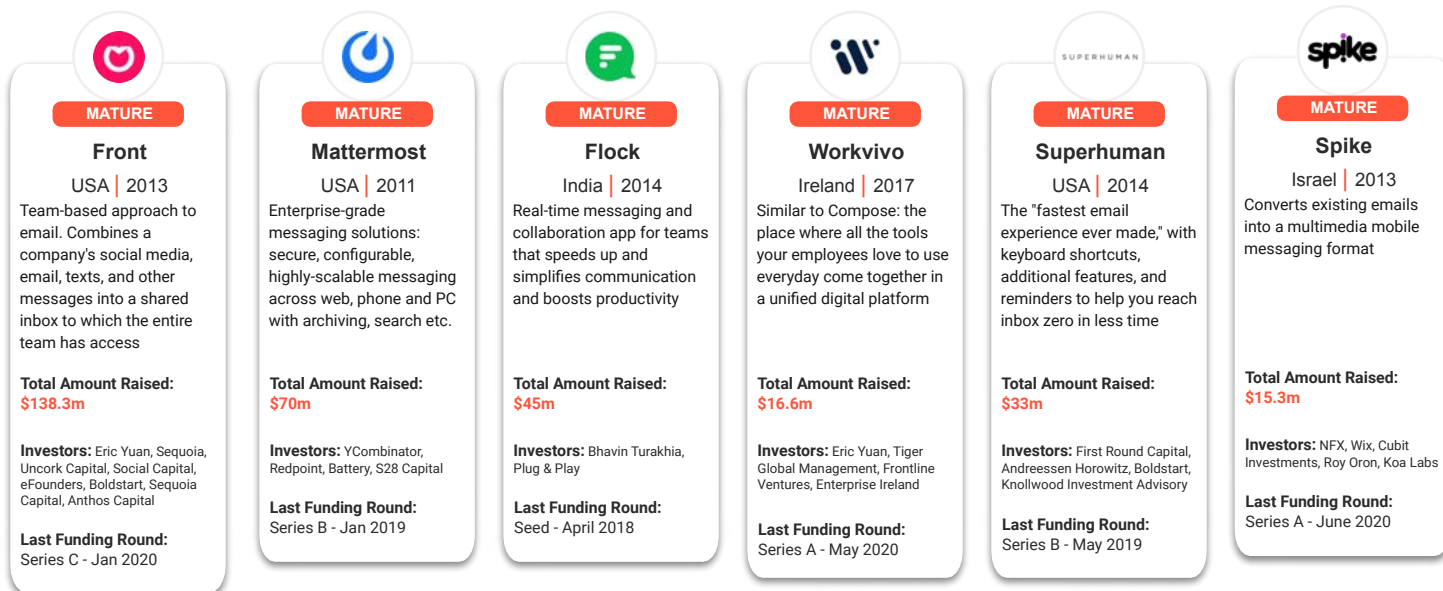 MATURE
Front
USA | 2013
Team-based approach to
email. Combines a
company's social media,
email, texts, and other
messages into a shared
inbox to which the entire
team has access
Total Amount Raised:
$138.3m
Investors: Eric Yuan, Sequoia,
Uncork Capital, Social Capital,
eFounders, Boldstart, Sequoia
Capital, Anthos Capital
Last Funding Round:
Series C - Jan 2020
MATURE
Mattermost
USA | 2011
Enterprise-grade
messaging solutions:
secure, configurable,
highly-scalable messaging
across web, phone and PC
with archiving, search etc.
Total Amount Raised:
$70m
Investors: YCombinator,
Redpoint, Battery, S28 Capital
Last Funding Round:
Series B - Jan 2019
MATURE
Flock
India | 2014
Real-time messaging and
collaboration app for teams
that speeds up and
simplifies communication
and boosts productivity
Total Amount Raised:
$45m
Investors: Bhavin Turakhia,
Plug & Play
Last Funding Round:
Seed - April 2018
MATURE
Workvivo
Ireland | 2017
Similar to Compose: the
place where all the tools
your employees love to use
everyday come together in
a unified digital platform
Total Amount Raised:
$16.6m
Investors: Eric Yuan, Tiger
Global Management, Frontline
Ventures, Enterprise Ireland
Last Funding Round:
Series A - May 2020
SUPERHUMAN
MATURE
Superhuman
USA | 2014
The "fastest email
experience ever made," with
keyboard shortcuts,
additional features, and
reminders to help you reach
inbox zero in less time
Total Amount Raised:
$33m
Investors: First Round Capital,
Andreessen Horowitz, Boldstart,
Knollwood Investment Advisory
Last Funding Round:
Series B - May 2019
spike
MATURE
Spike
Israel | 2013
Converts existing emails
into a multimedia mobile
messaging format
Total Amount Raised:
$15.3m
Investors: NFX, Wix, Cubit
Investments, Roy Oron, Koa Labs
Last Funding Round:
Series A - June 2020